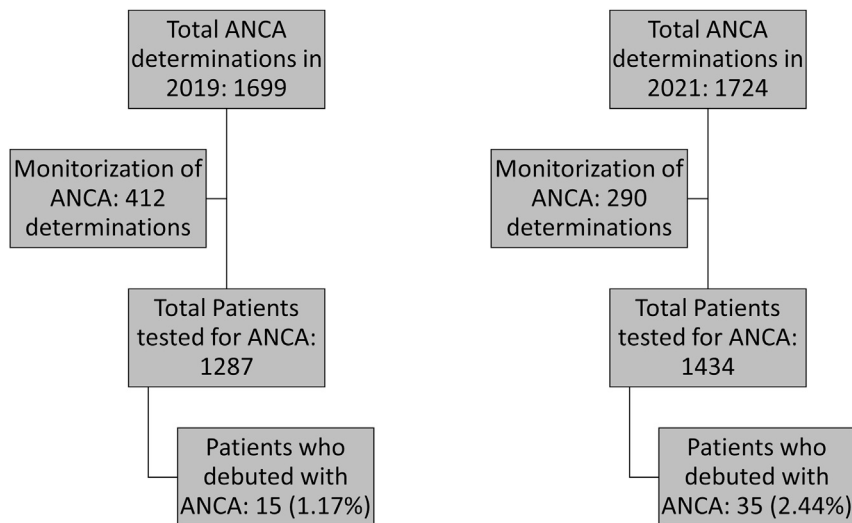 Total ANCA
determinations in
2019: 1699
Monitorization of
ANCA: 412
determinations
Total Patients
tested for ANCA:
1287
Patients who
debuted with
ANCA: 15 (1.17%)
Total ANCA
determinations in
2021: 1724
Monitorization of
ANCA: 290
determinations
Total Patients
tested for ANCA:
1434
Patients who
debuted with
ANCA: 35 (2.44%)